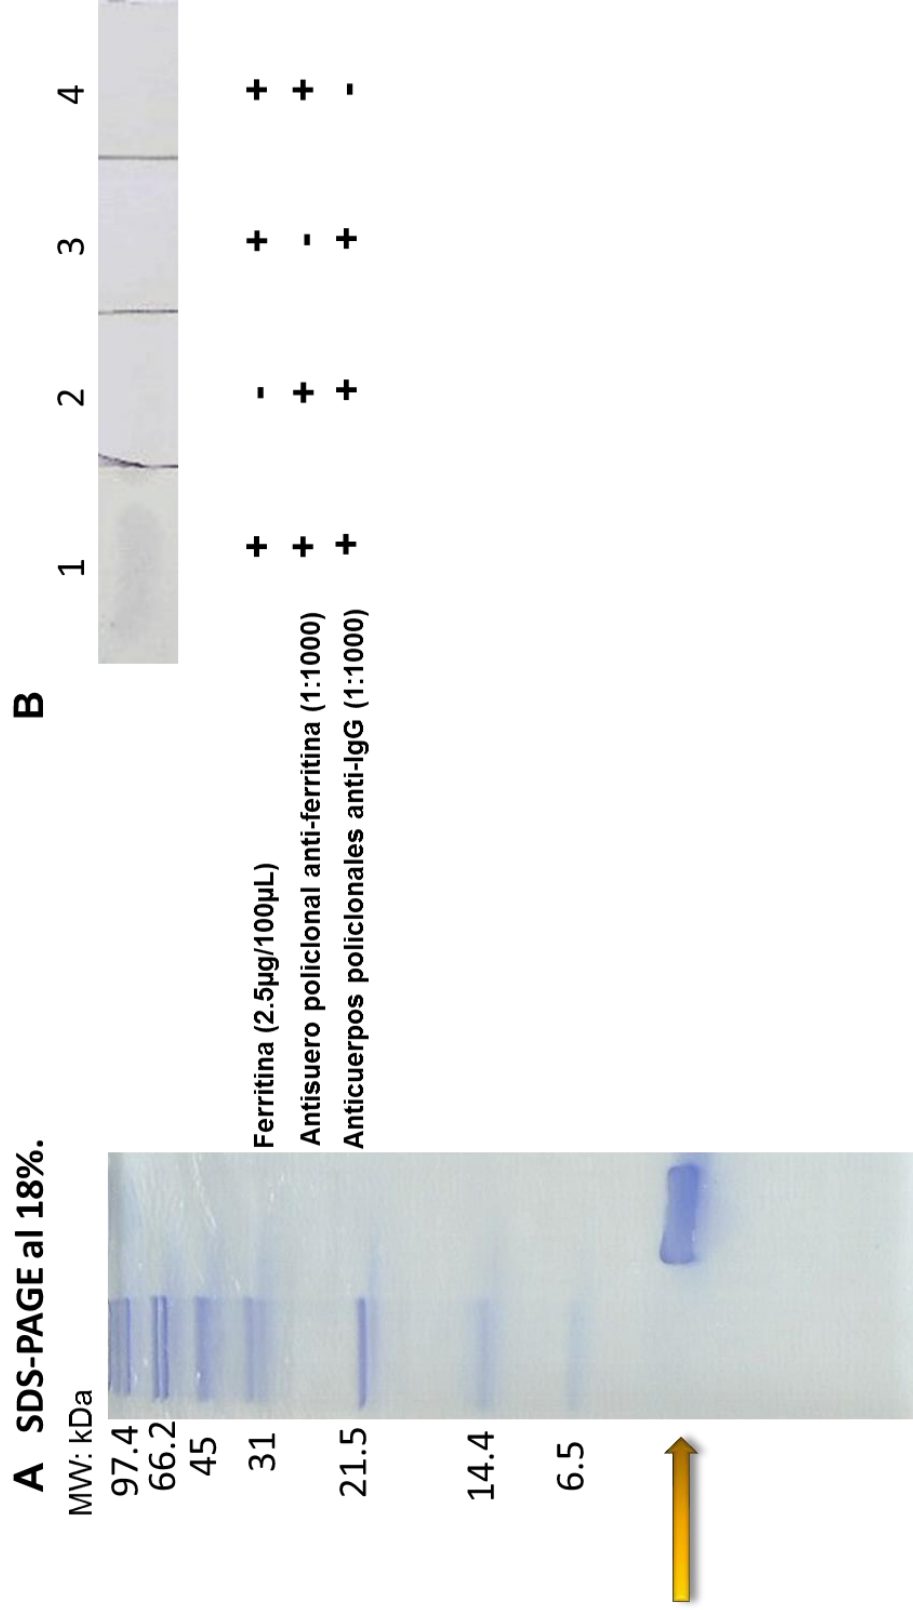 A SDS-PAGE al 18%.
MW: kDa
97.4
66.2
45
31
21.5
14.4
6.5
B
1 2 3 4
Ferritina (2.5µg/100µL) + - + +
Antisuero policlonal anti-ferritina (1:1000) + + - +
Anticuerpos policlonales anti-IgG (1:1000) + + + -